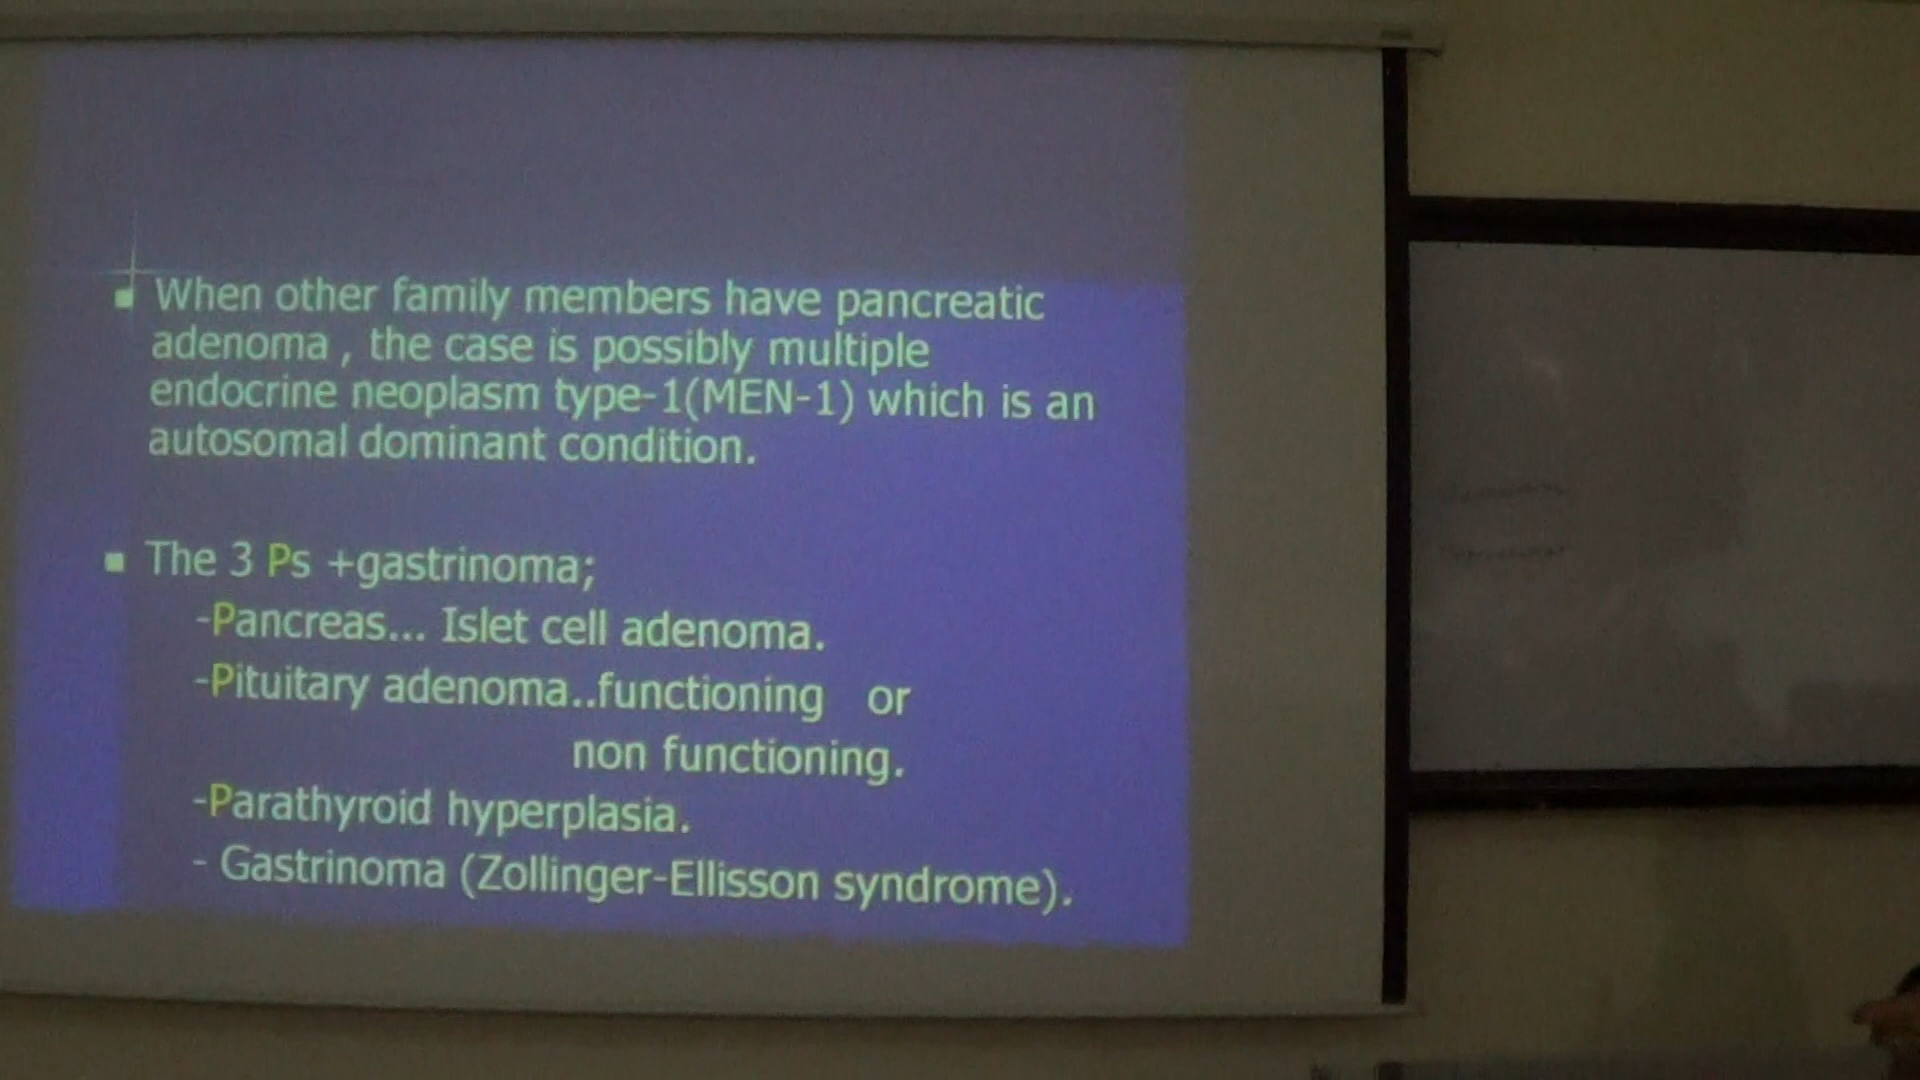 When other family members have pancreatic
adenoma , the case is possibly multiple
endocrine neoplasm type-1(MEN-1) which is an
autosomal dominant condition.
The 3 Ps +gastrinoma;
-Pancreas... Islet cell adenoma.
-Pituitary adenoma..functioning or
non functioning.
-Parathyroid hyperplasia.
- Gastrinoma (Zollinger-Ellisson syndrome).